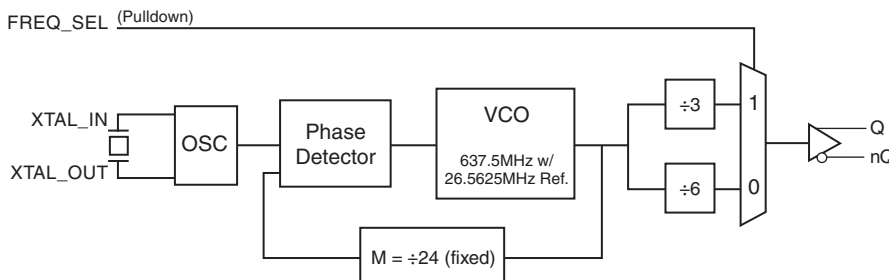 FREQ_SEL (Pulldown)
XTAL_IN
XTAL_OUT
OSC
Phase
Detector
VCO
637.5MHz w/
26.5625MHz Ref.
÷3
÷6
1
0
Q
nQ
M = ÷24 (fixed)